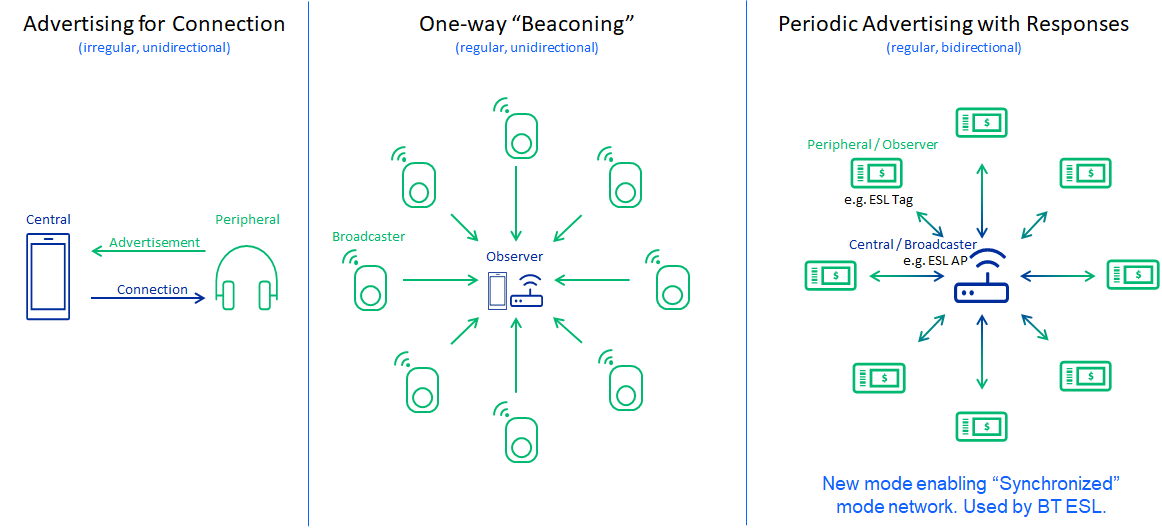 Advertising for Connection
(irregular, unidirectional)
Central
Peripheral
Advertisement
Connection
One-way “Beaconing”
(regular, unidirectional)
Broadcaster
Observer
Periodic Advertising with Responses
(regular, bidirectional)
$
Peripheral / Observer
$
$
e.g. ESL Tag
Central / Broadcaster
e.g. ESL AP
$
$
$
$
$
New mode enabling “Synchronized”
mode network. Used by BT ESL.